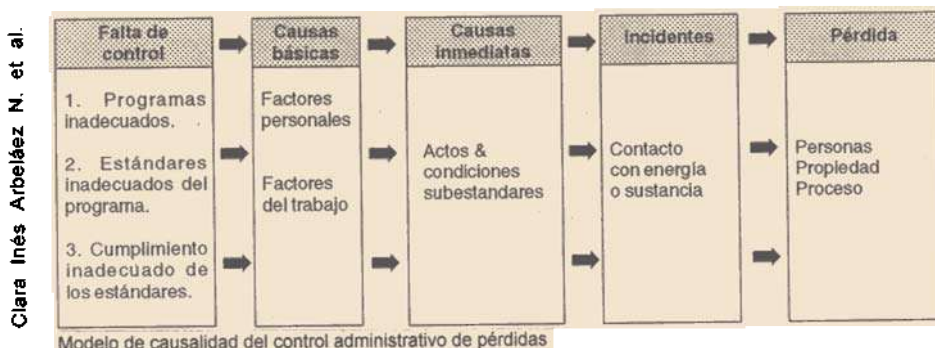 Clara Inés Arbeláez N. et al.
Falta de
control
1. Programas
inadecuados.
2. Estándares
inadecuados del
programa.
3. Cumplimiento
inadecuado de
los estándares.
Causas
básicas
Factores
personales
Factores
del trabajo
Causas
inmediatas
Actos &
condiciones
subestandares
Incidentes
Contacto
con energía
o sustancia
Pérdida
Personas
Propiedad
Proceso
Modelo de causalidad del control administrativo de pérdidas